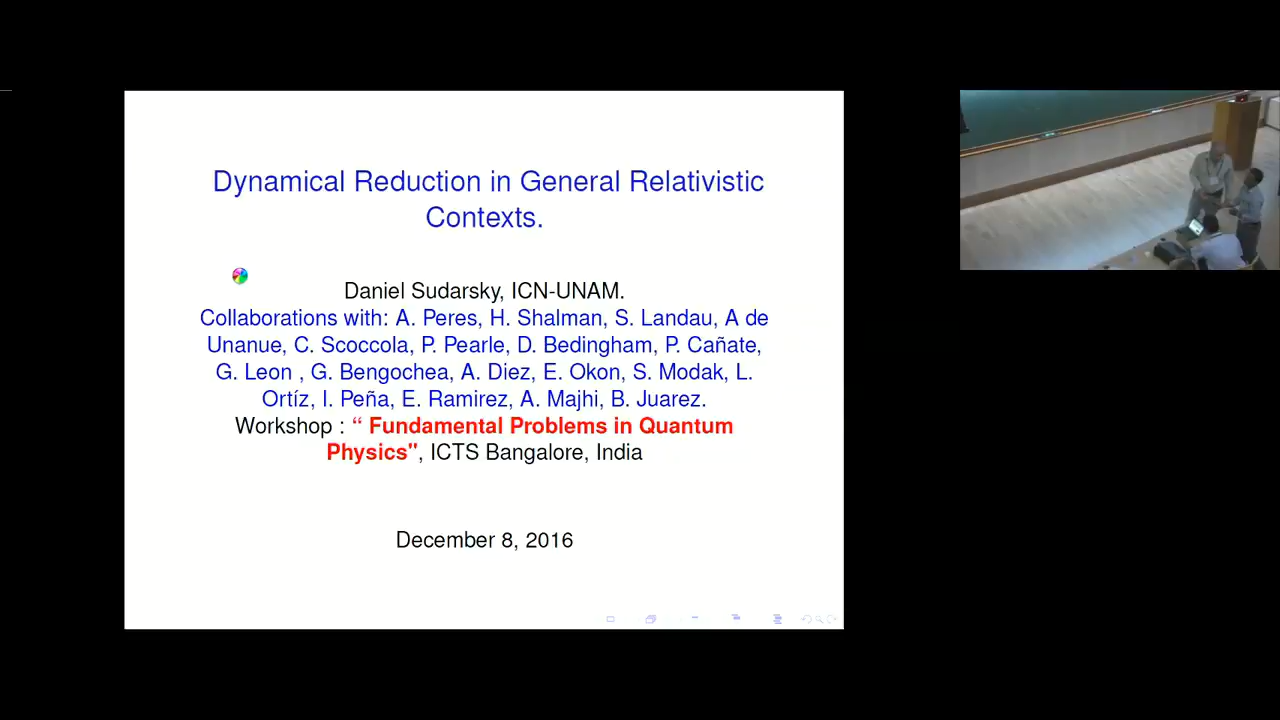 Dynamical Reduction in General Relativistic
Contexts.
Daniel Sudarsky, ICN-UNAM.
Collaborations with: A. Peres, H. Shalman, S. Landau, A de
Unanue, C. Scoccola, P. Pearle, D. Bedingham, P. Cañate,
G. Leon , G. Bengochea, A. Diez, E. Okon, S. Modak, L.
Ortíz, I. Peña, E. Ramirez, A. Majhi, B. Juarez.
Workshop : “ Fundamental Problems in Quantum
Physics", ICTS Bangalore, India
December 8, 2016